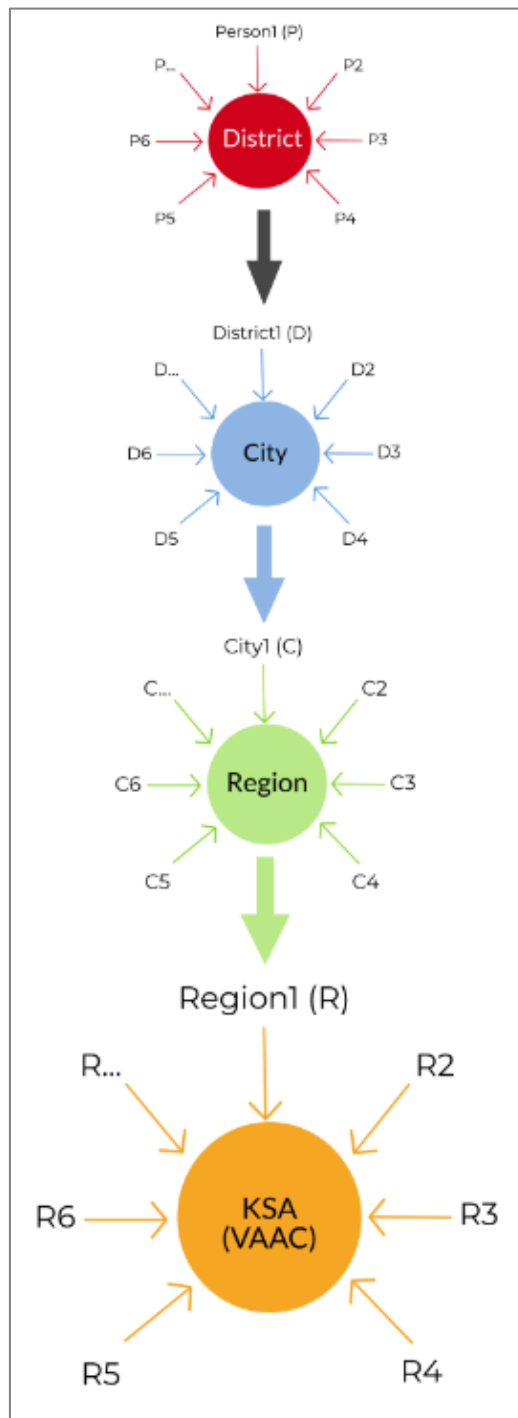 Person1 (P)
P...
P2
District
P6
P3
P5
P4
District1 (D)
D...
D2
City
D6
D3
D5
D4
City1 (C)
C...
C2
Region
C6
C3
C5
C4
Region1 (R)
R...
R2
KSA
(VAAC)
R6
R3
R5
R4